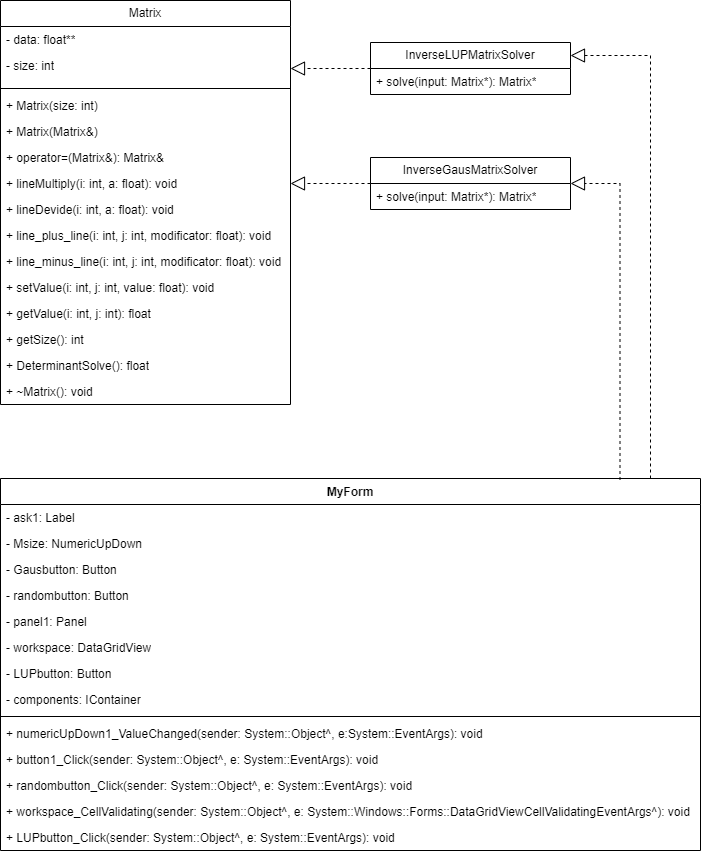 Matrix
- data: float**
- size: int
+ Matrix(size: int)
+ Matrix(Matrix&)
+ operator=(Matrix&): Matrix&
+ lineMultiply(i: int, a: float): void
+ lineDevide(i: int, a: float): void
+ line_plus_line(i: int, j: int, modificator: float): void
+ line_minus_line(i: int, j: int, modificator: float): void
+ setValue(i: int, j: int, value: float): void
+ getValue(i: int, j: int): float
+ getSize(): int
+ DeterminantSolve(): float
+ ~Matrix(): void
InverseLUPMatrixSolver
+ solve(input: Matrix*): Matrix*
InverseGausMatrixSolver
+ solve(input: Matrix*): Matrix*
MyForm
- ask1: Label
- Msize: NumericUpDown
- Gausbutton: Button
- randombutton: Button
- panel1: Panel
- workspace: DataGridView
- LUPbutton: Button
- components: IContainer
+ numericUpDown1_ValueChanged(sender: System::Object^, e:System::EventArgs): void
+ button1_Click(sender: System::Object^, e: System::EventArgs): void
+ randombutton_Click(sender: System::Object^, e: System::EventArgs): void
+ workspace_CellValidating(sender: System::Object^, e: System::Windows::Forms::DataGridViewCellValidatingEventArgs^): void
+ LUPbutton_Click(sender: System::Object^, e: System::EventArgs): void